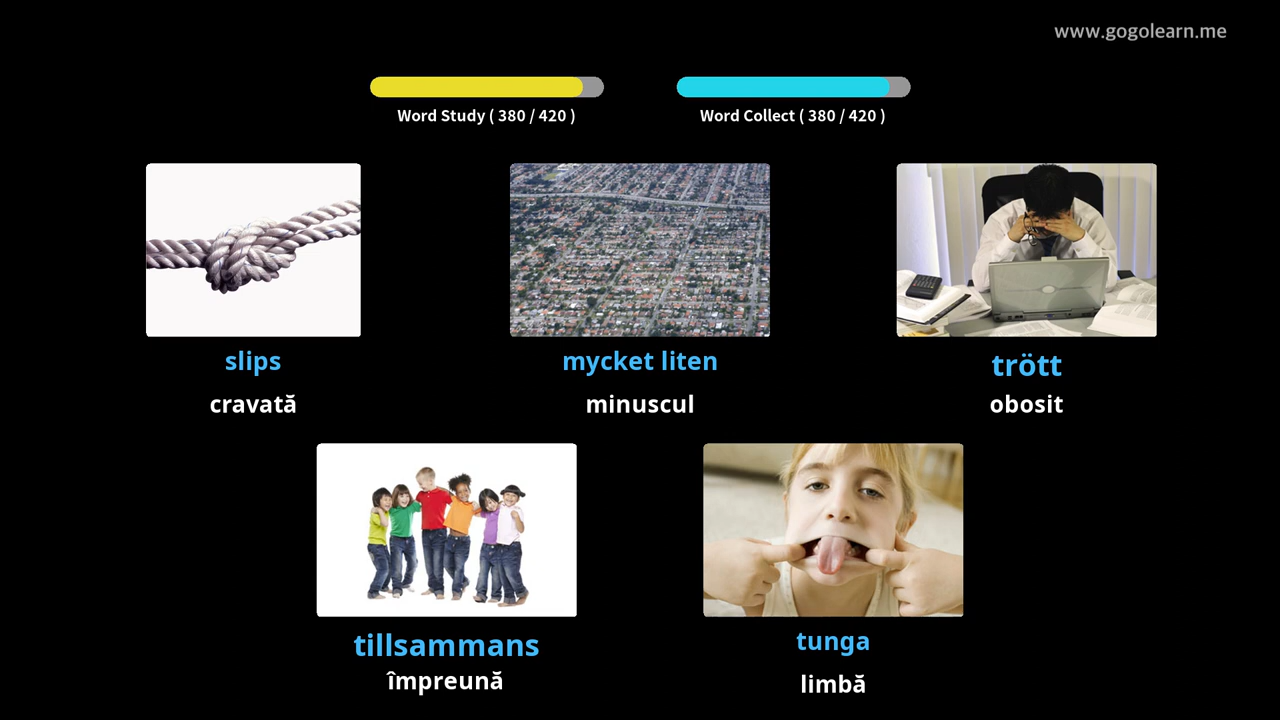 www.gogolearn.me
Word Study ( 380 / 420 )
Word Collect ( 380 / 420 )
slips
cravată
mycket liten
minuscul
trött
obosit
tillsammans
împreună
tunga
limbă